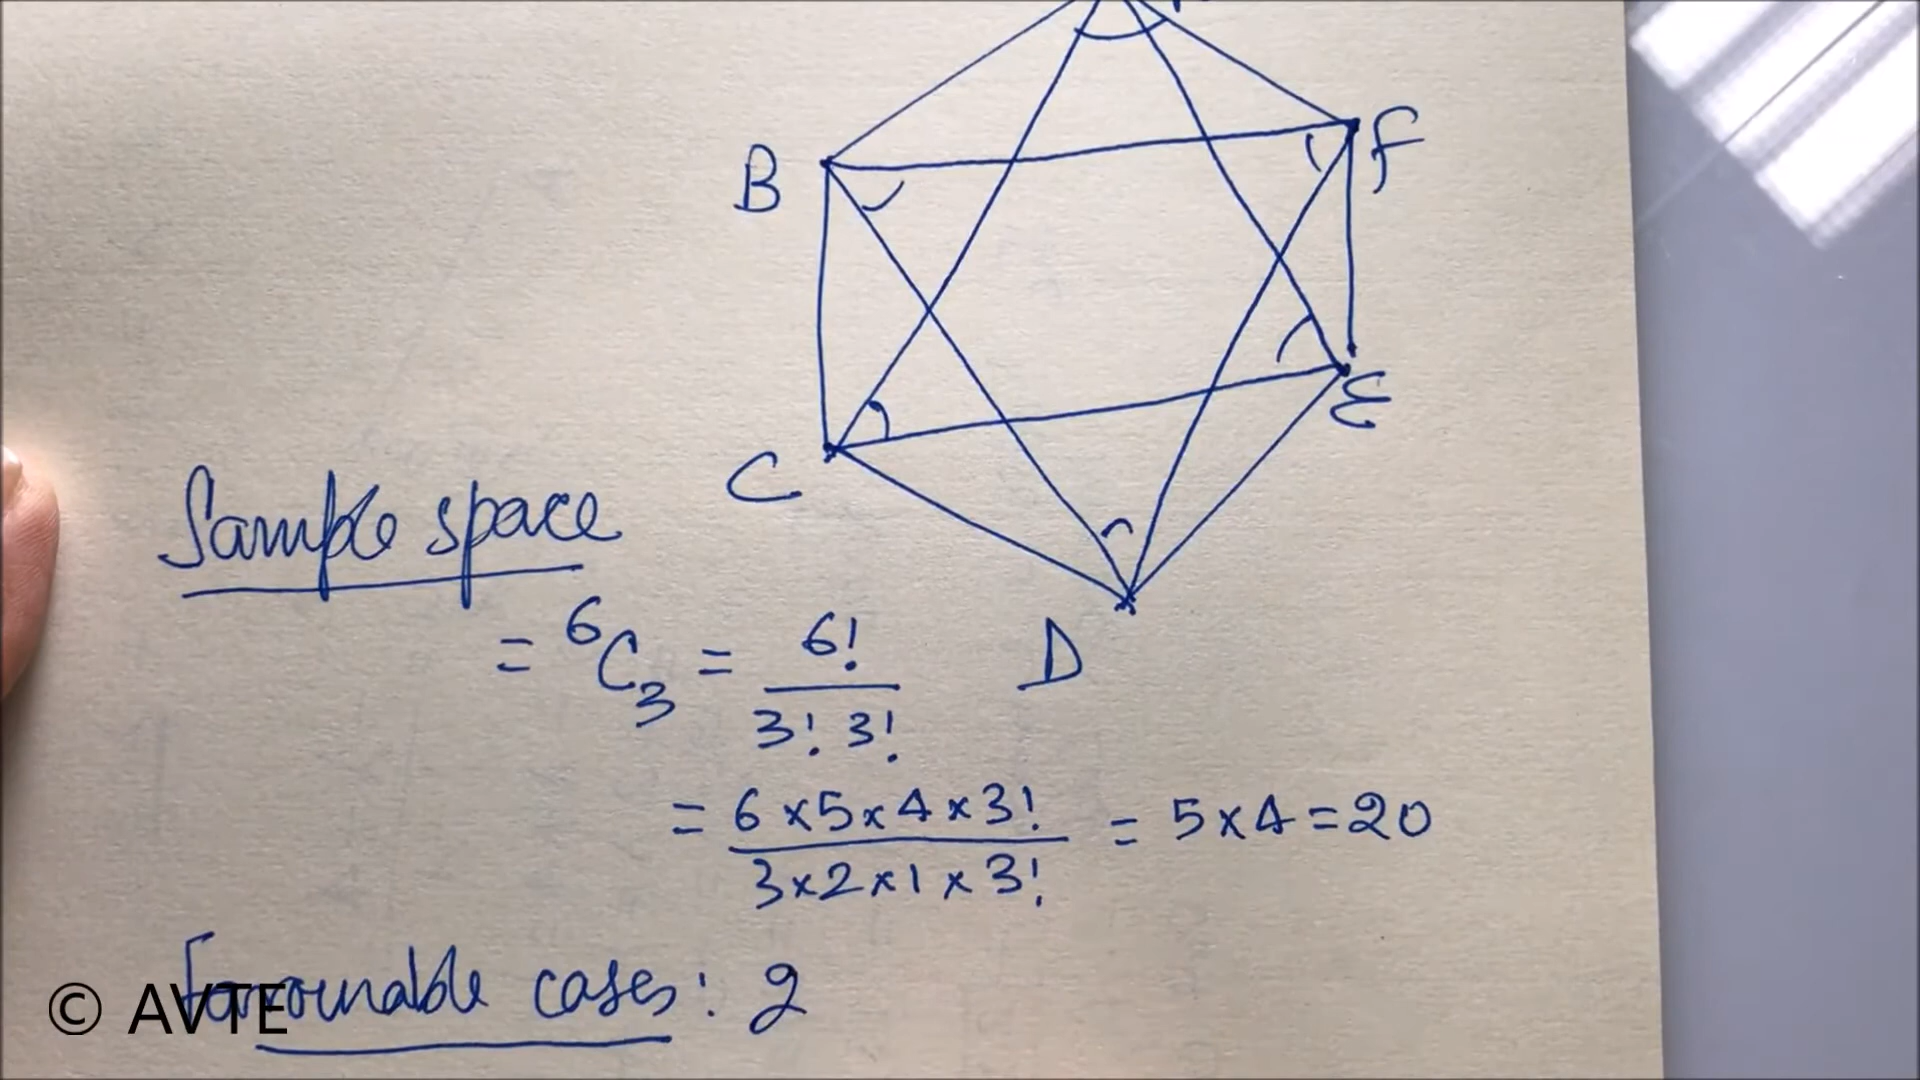 B
F
E
C
Sample space
= ⁶C₃ = 6! / 3! 3!
D
= 6 x 5 x 4 x 3! / 3 x 2 x 1 x 3! = 5 x 4 = 20
Favourable cases : 2
© AVTE